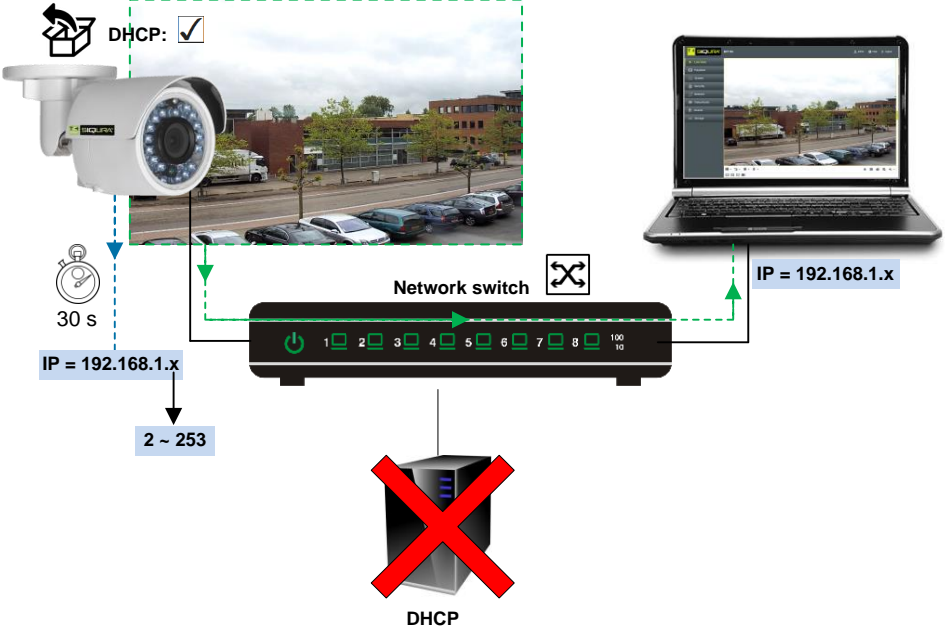 DHCP: ✓
SIQURA
SIQURA
Network switch
IP = 192.168.1.x
30 s
1 2 3 4 5 6 7 8 100
10
IP = 192.168.1.x
2 ~ 253
DHCP